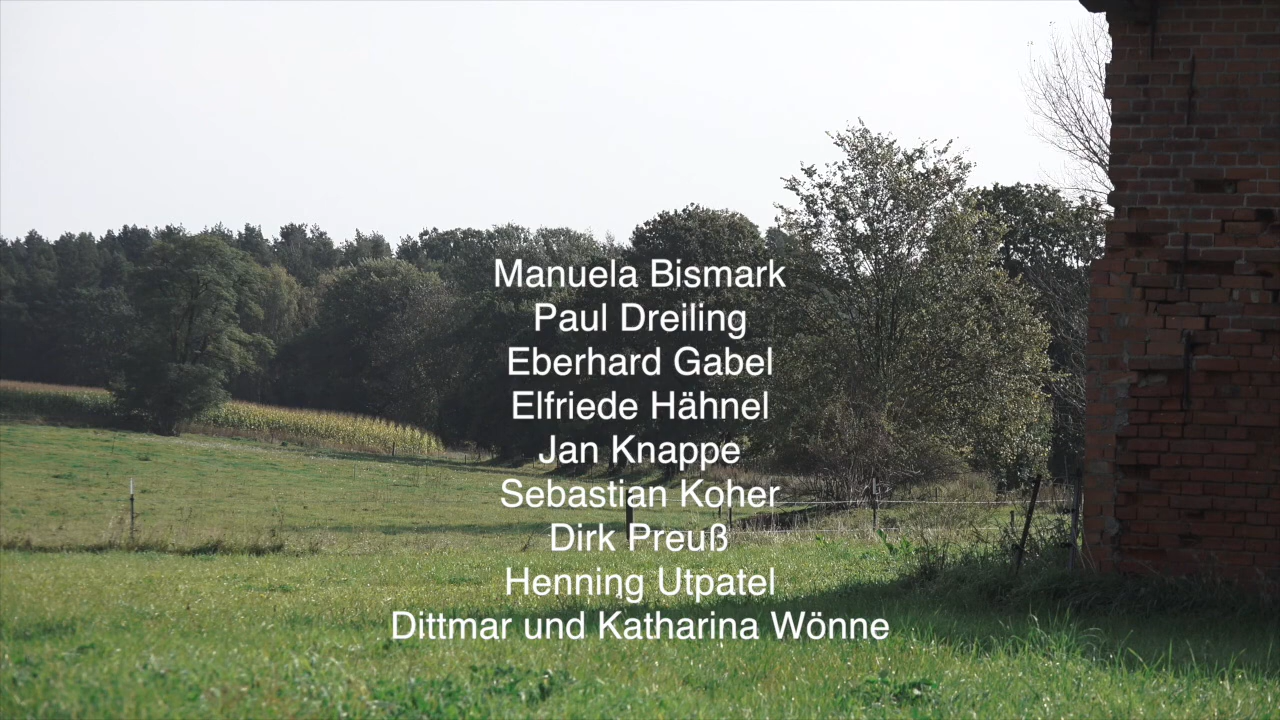 Manuela Bismark
Paul Dreiling
Eberhard Gabel
Elfriede Hähnel
Jan Knappe
Sebastian Koher
Dirk Preuß
Henning Utpatel
Dittmar und Katharina Wönne